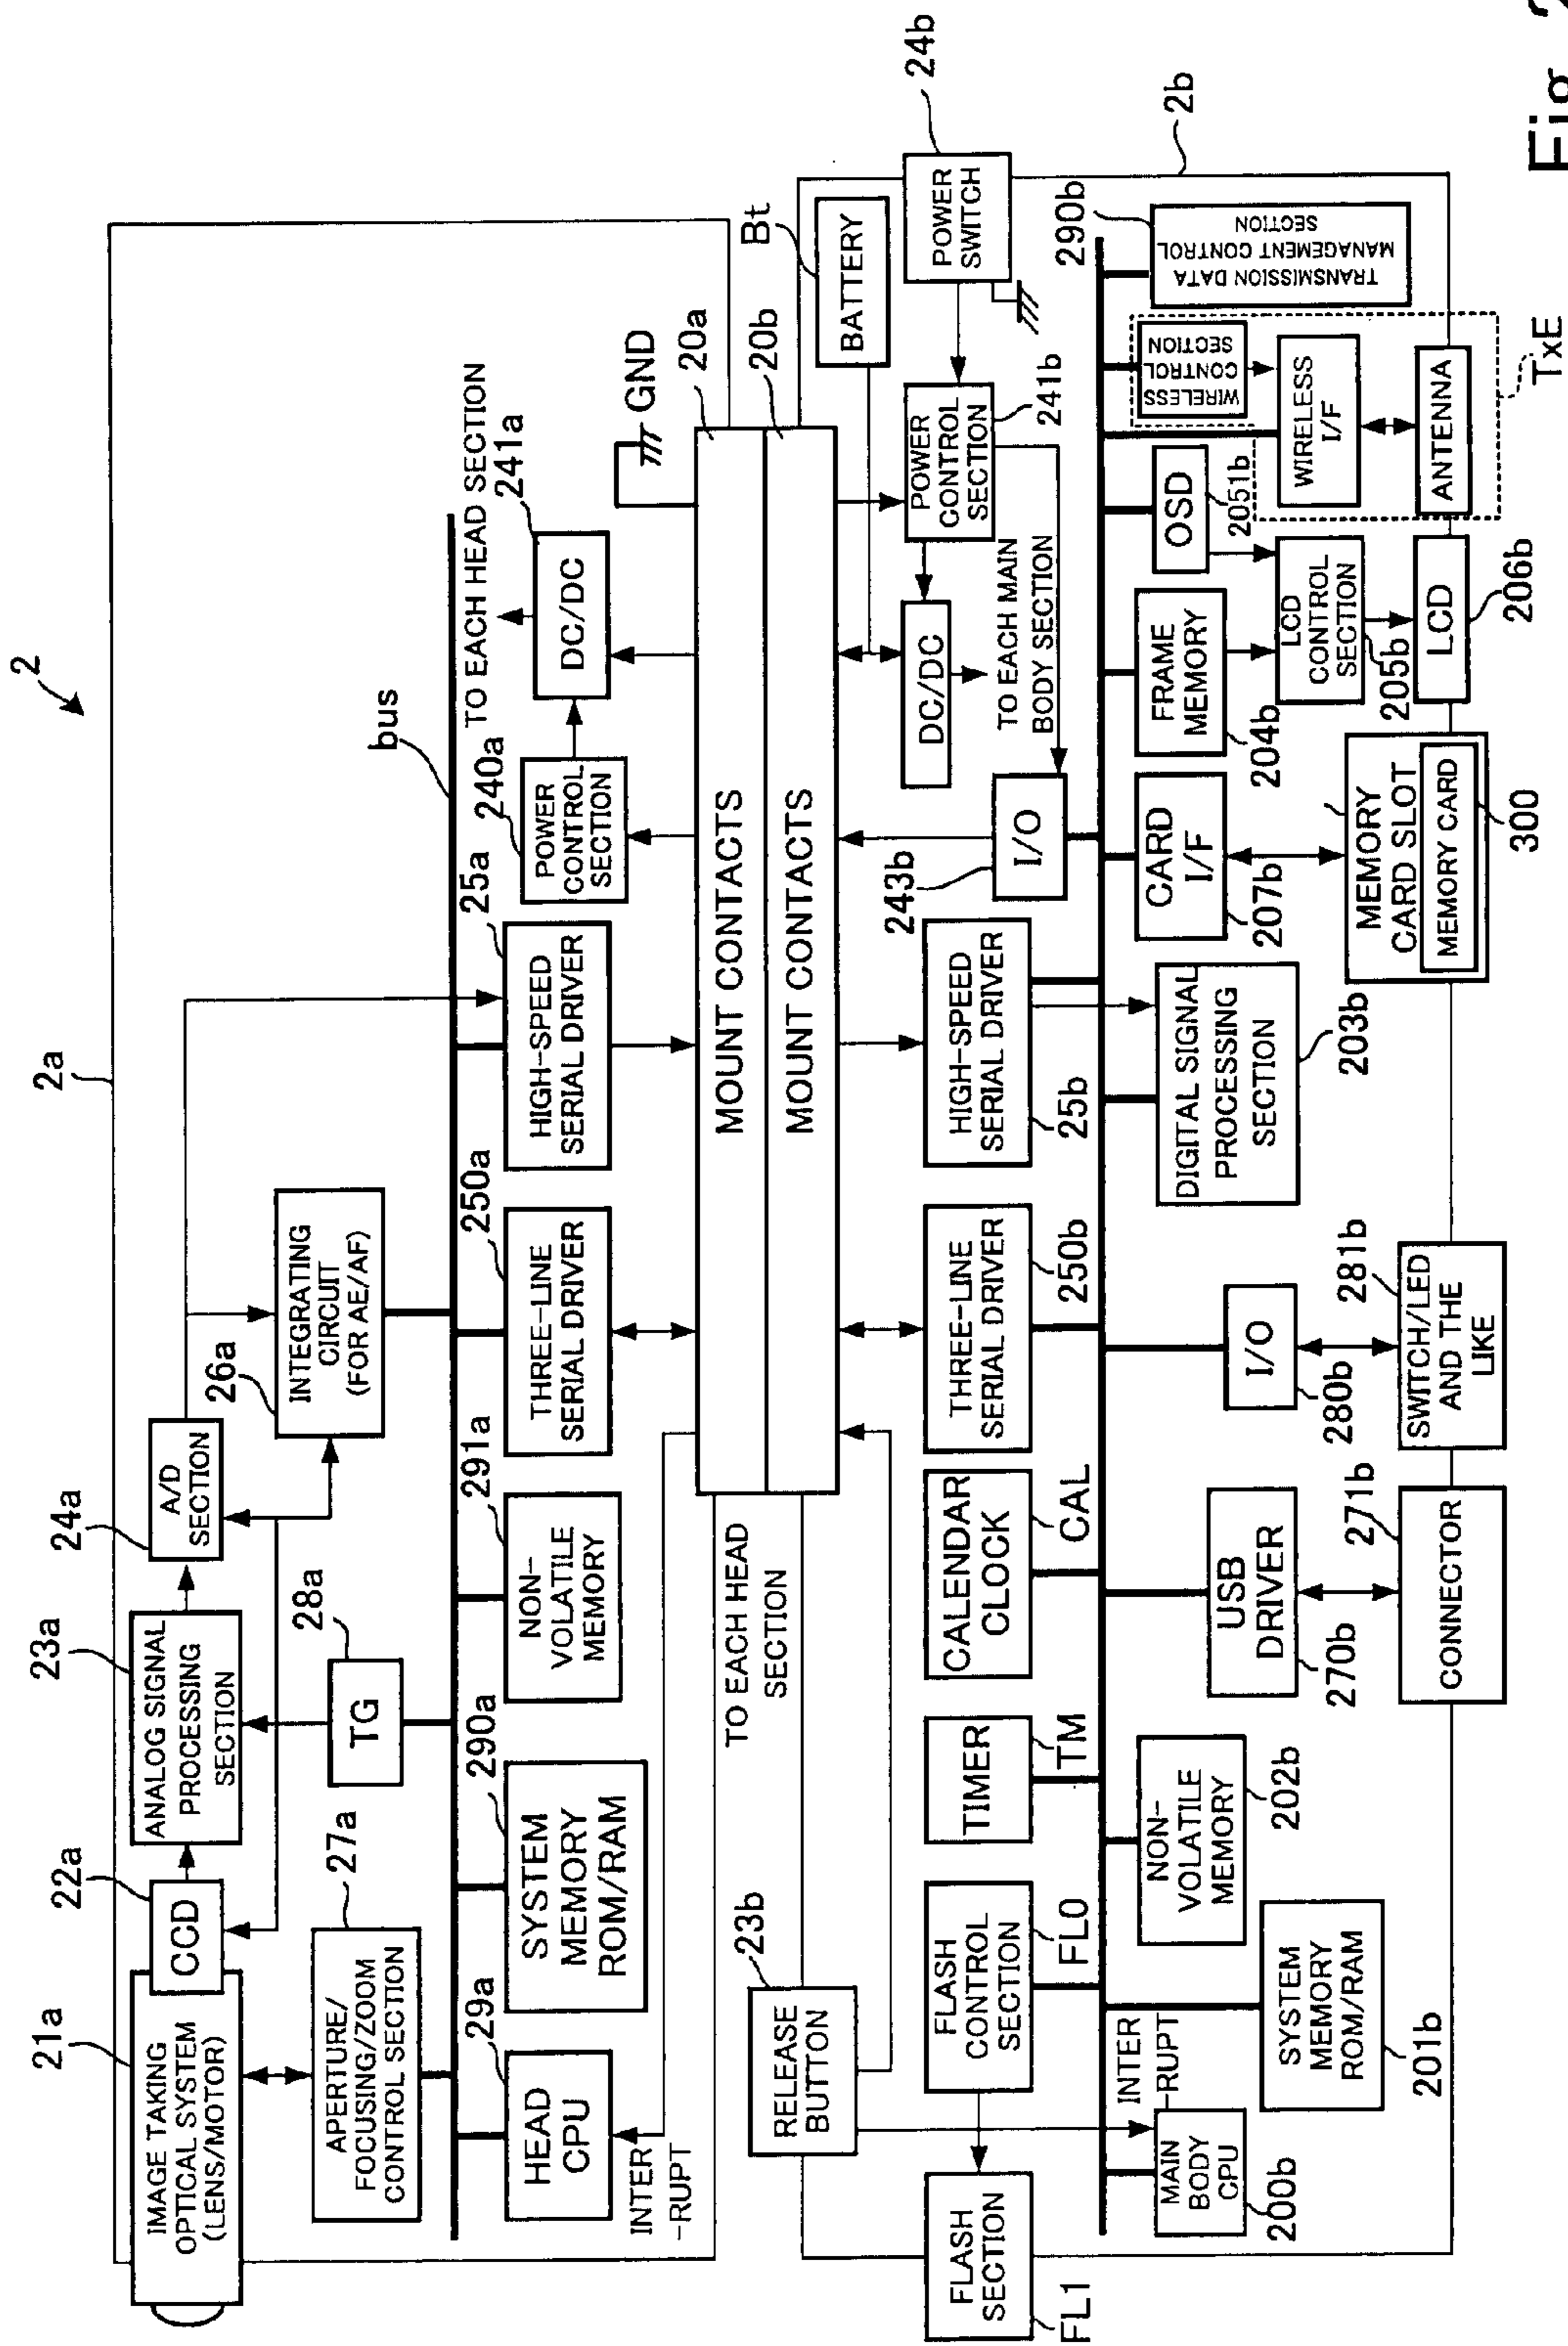 2
2a
21a
IMAGE TAKING
OPTICAL SYSTEM
(LENS/MOTOR)
22a
CCD
23a
ANALOG SIGNAL
PROCESSING
SECTION
24a
A/D
SECTION
26a
INTEGRATING
CIRCUIT
(FOR AE/AF)
27a
APERTURE/
FOCUSING/ZOOM
CONTROL SECTION
28a
TG
bus
29a
HEAD
CPU
INTER
-RUPT
290a
SYSTEM
MEMORY
ROM/RAM
291a
NON-
VOLATILE
MEMORY
250a
THREE-LINE
SERIAL DRIVER
25a
HIGH-SPEED
SERIAL DRIVER
240a
POWER
CONTROL
SECTION
TO EACH HEAD SECTION
241a
DC/DC
GND
20a
MOUNT CONTACTS
20b
MOUNT CONTACTS
TO EACH HEAD
SECTION
23b
RELEASE
BUTTON
FLASH
SECTION
FL1
FLASH
CONTROL
SECTION
FL0
TIMER
TM
CALENDAR
CLOCK
CAL
THREE-LINE
SERIAL DRIVER
250b
HIGH-SPEED
SERIAL DRIVER
25b
243b
I/O
DC/DC
TO EACH MAIN
BODY SECTION
POWER
CONTROL
SECTION
241b
Bt
BATTERY
POWER
SWITCH
24b
2b
INTER
-RUPT
MAIN
BODY
CPU
200b
SYSTEM
MEMORY
ROM/RAM
201b
NON-
VOLATILE
MEMORY
202b
USB
DRIVER
270b
CONNECTOR
271b
I/O
280b
SWITCH/LED
AND THE
LIKE
281b
DIGITAL SIGNAL
PROCESSING
SECTION
203b
CARD
I/F
207b
MEMORY
CARD SLOT
MEMORY CARD
300
FRAME
MEMORY
204b
OSD
2051b
LCD
CONTROL
SECTION
205b
LCD
206b
WIRELESS
CONTROL
SECTION
WIRELESS
I/F
ANTENNA
TxE
290b
TRANSMISSION DATA
MANAGEMENT CONTROL
SECTION
Fig.